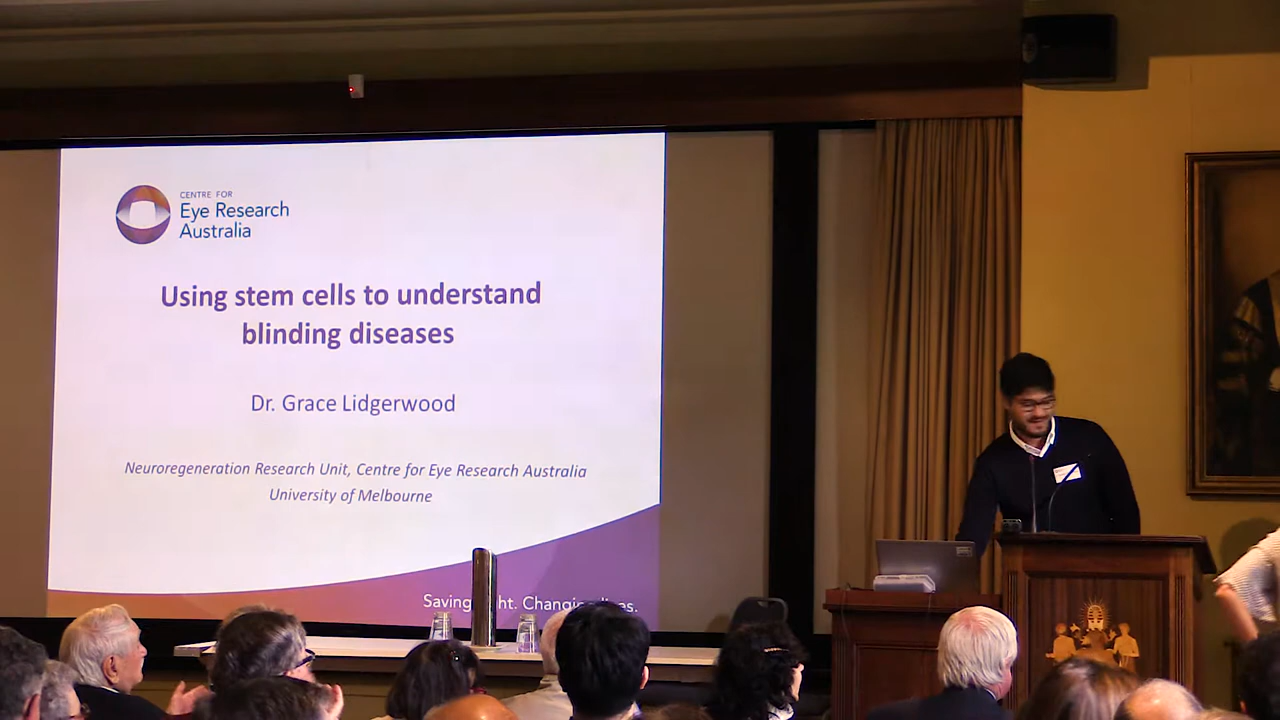 CENTRE FOR
Eye Research
Australia
Using stem cells to understand
blinding diseases
Dr. Grace Lidgerwood
Neuroregeneration Research Unit, Centre for Eye Research Australia
University of Melbourne
Saving